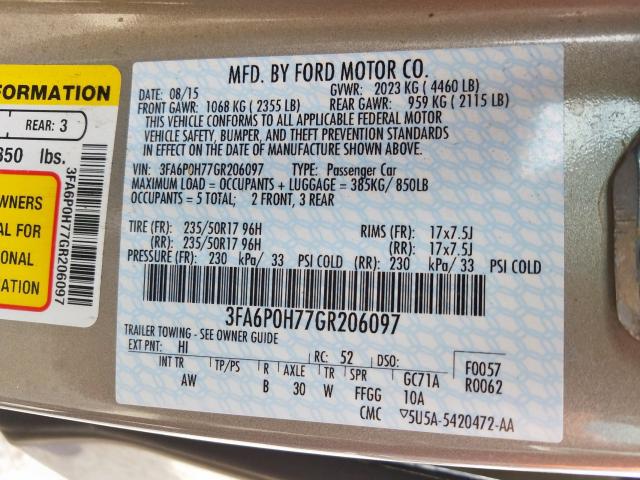 MFD. BY FORD MOTOR CO.
DATE: 08/15 GVWR: 2023 KG ( 4460 LB)
FRONT GAWR: 1068 KG ( 2355 LB) REAR GAWR: 959 KG ( 2115 LB)
THIS VEHICLE CONFORMS TO ALL APPLICABLE FEDERAL MOTOR
VEHICLE SAFETY, BUMPER, AND THEFT PREVENTION STANDARDS
IN EFFECT ON THE DATE OF MANUFACTURE SHOWN ABOVE.
VIN: 3FA6P0H77GR206097 TYPE: Passenger Car
MAXIMUM LOAD = OCCUPANTS + LUGGAGE = 385KG/ 850LB
OCCUPANTS = 5 TOTAL; 2 FRONT, 3 REAR
TIRE (FR): 235/50R17 96H RIMS (FR): 17x7.5J
(RR): 235/50R17 96H (RR): 17x7.5J
PRESSURE (FR): 230 kPa/ 33 PSI COLD (RR): 230 kPa/ 33 PSI COLD
3FA6P0H77GR206097
TRAILER TOWING - SEE OWNER GUIDE
EXT PNT: HI RC: 52 DSO: F0057
INT TR TP/PS R AXLE TR SPR GC71A R0062
AW B 30 W FFGG 10A
CMC 5U5A-5420472-AA
FORMATION
REAR: 3
850 lbs.
WNERS
AL FOR
ONAL
ION
3FA6P0H77GR206097